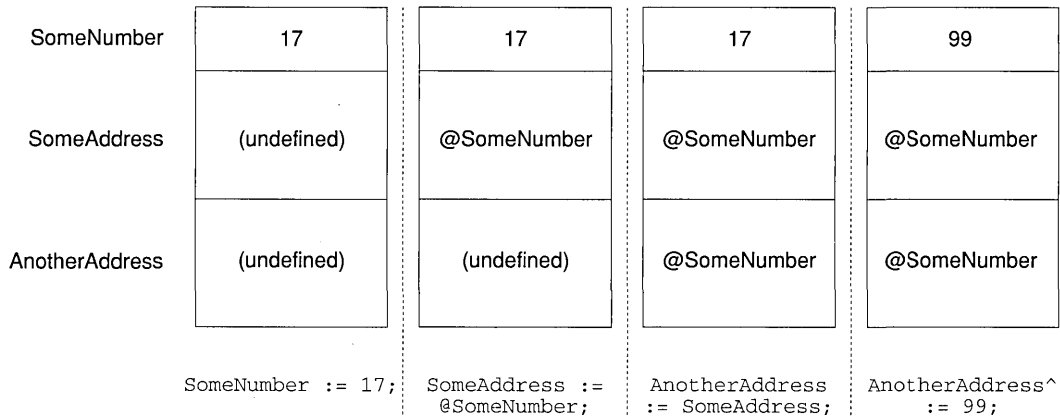 SomeNumber 17 17 17 99
SomeAddress (undefined) @SomeNumber @SomeNumber @SomeNumber
AnotherAddress (undefined) (undefined) @SomeNumber @SomeNumber
SomeNumber := 17; SomeAddress := AnotherAddress AnotherAddress^
@SomeNumber; := SomeAddress; := 99;